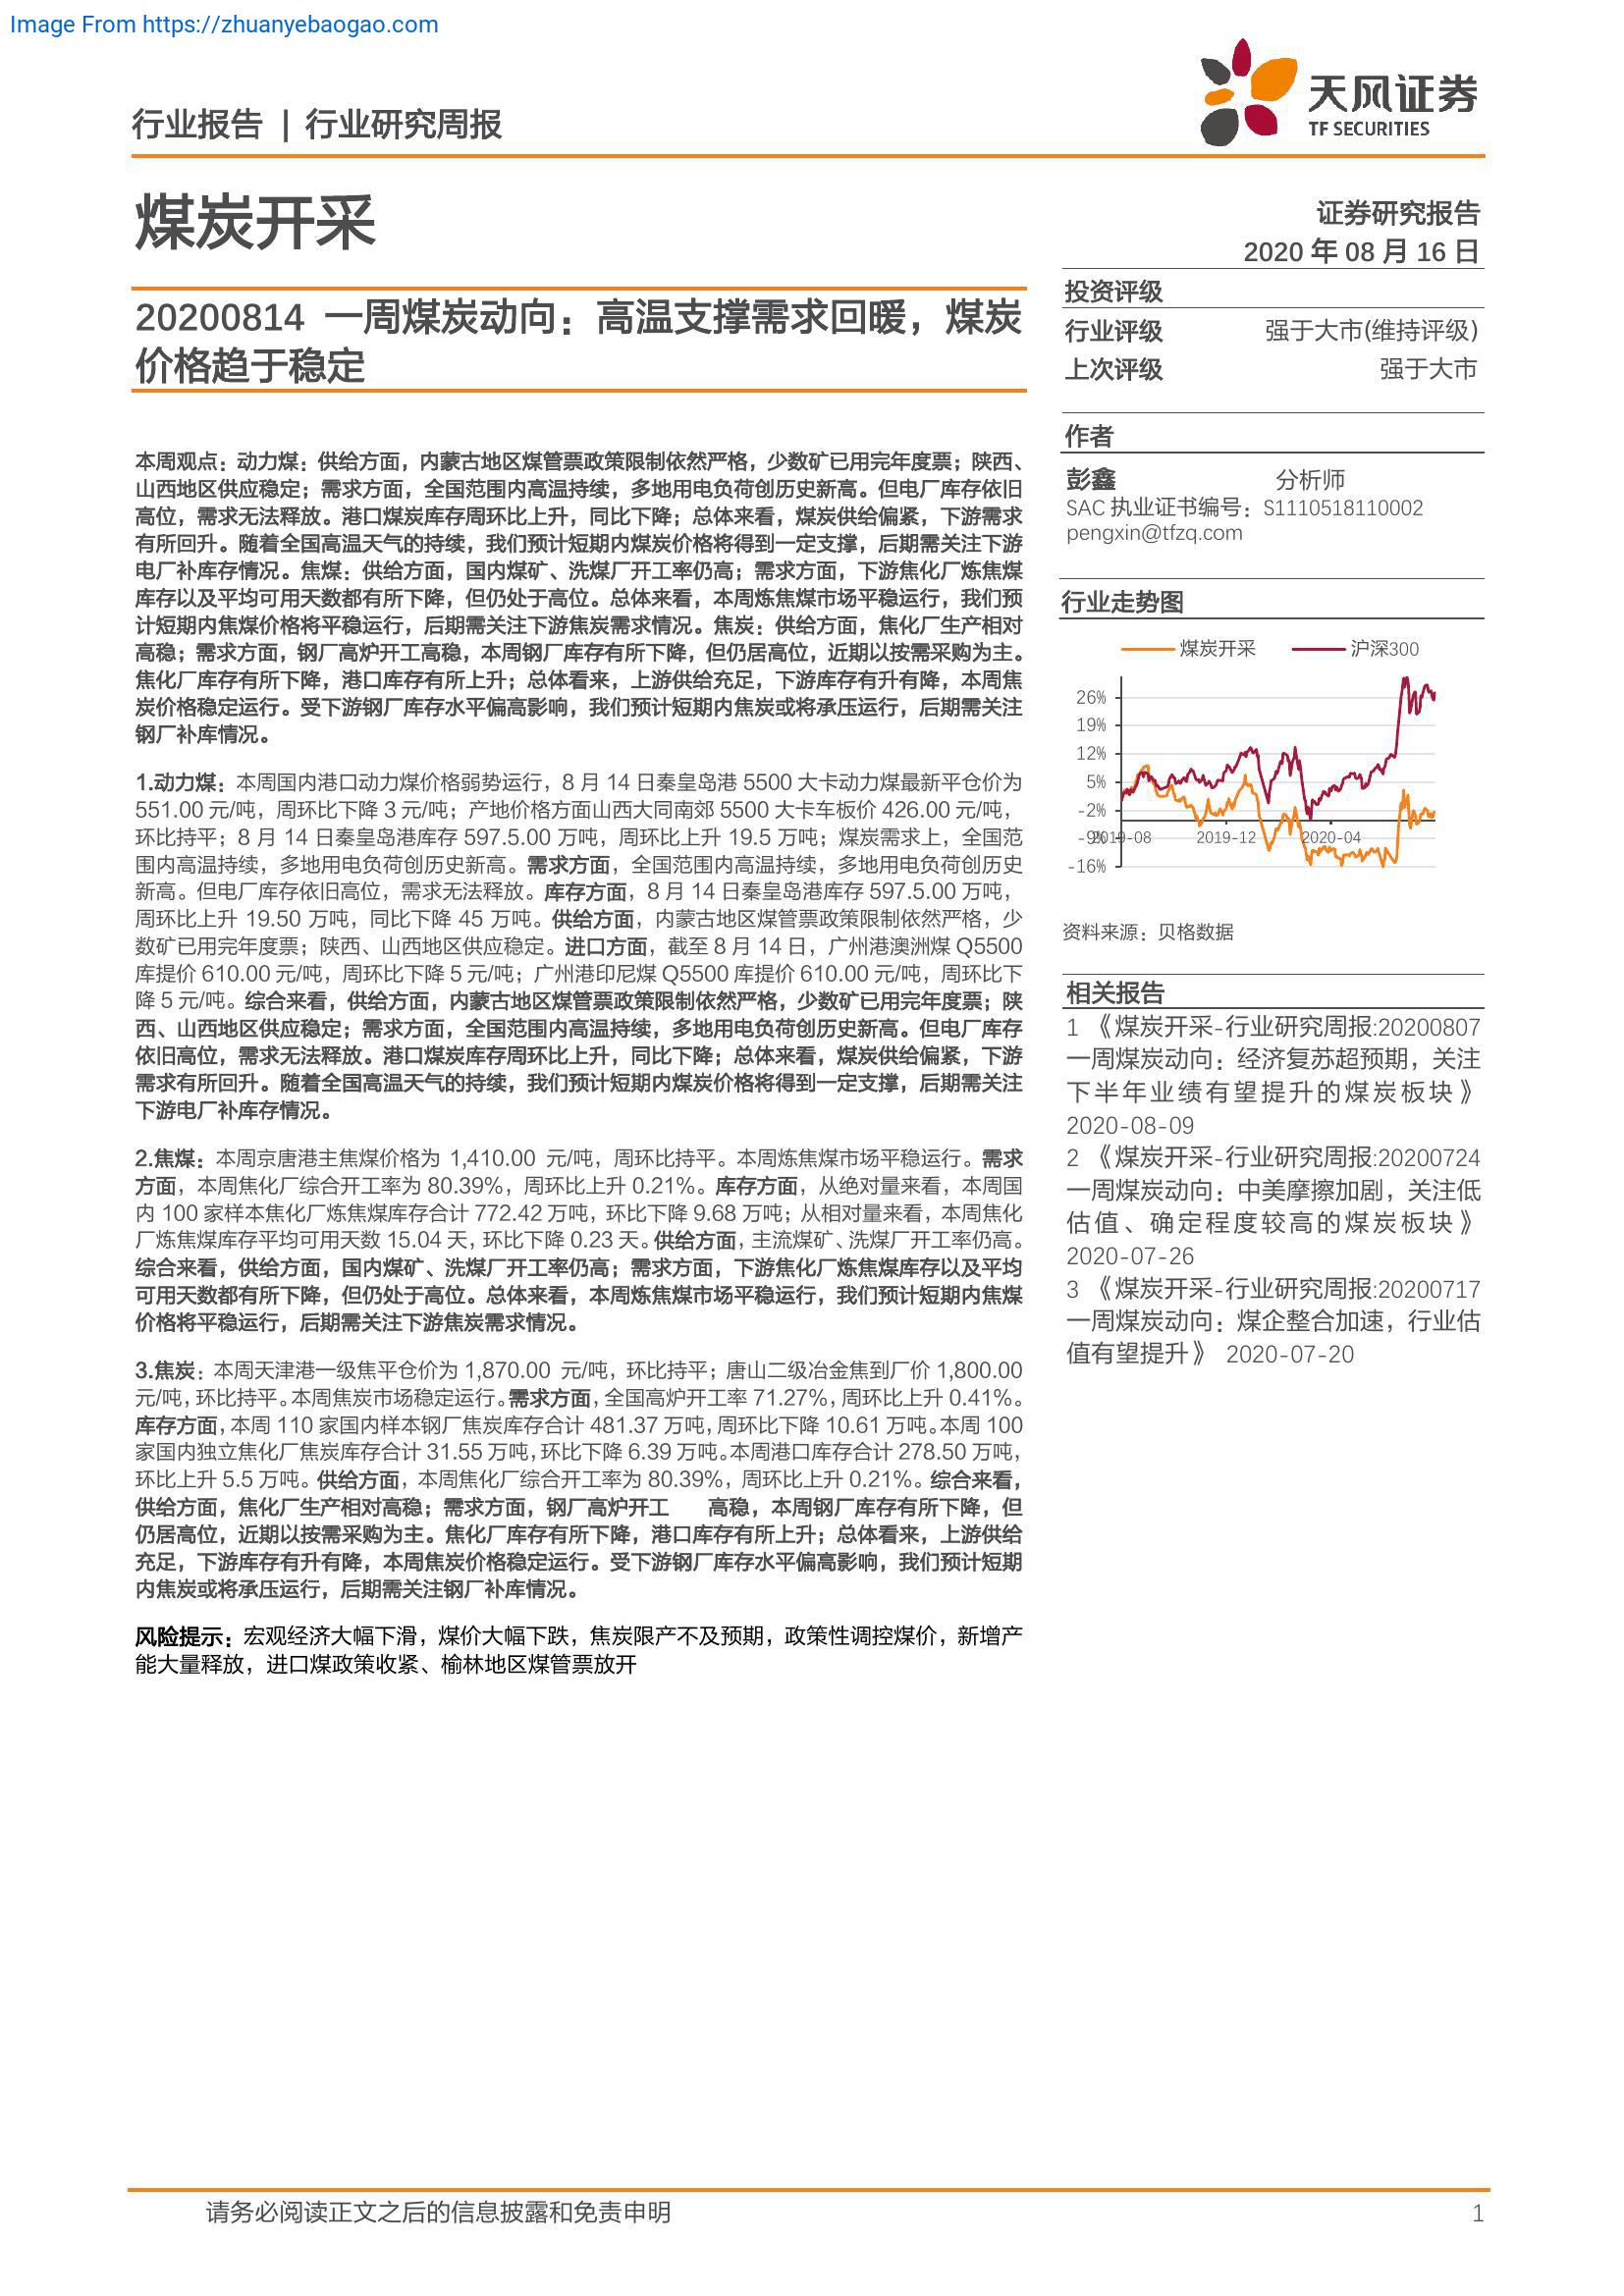 Image From https://zhuanyebaogao.com
行业报告 | 行业研究周报
天风证券
TF SECURITIES
煤炭开采
证券研究报告
2020 年 08 月 16 日
20200814 一周煤炭动向：高温支撑需求回暖，煤炭
价格趋于稳定
本周观点：动力煤：供给方面，内蒙古地区煤管票政策限制依然严格，少数矿已用完年度票；陕西、
山西地区供应稳定；需求方面，全国范围内高温持续，多地用电负荷创历史新高。但电厂库存依旧
高位，需求无法释放。港口煤炭库存周环比上升，同比下降；总体来看，煤炭供给偏紧，下游需求
有所回升。随着全国高温天气的持续，我们预计短期内煤炭价格将得到一定支撑，后期需关注下游
电厂补库存情况。焦煤：供给方面，国内煤矿、洗煤厂开工率仍高；需求方面，下游焦化厂炼焦煤
库存以及平均可用天数都有所下降，但仍处于高位。总体来看，本周炼焦煤市场平稳运行，我们预
计短期内焦煤价格将平稳运行，后期需关注下游焦炭需求情况。焦炭：供给方面，焦化厂生产相对
高稳；需求方面，钢厂高炉开工高稳，本周钢厂库存有所下降，但仍居高位，近期以按需采购为主。
焦化厂库存有所下降，港口库存有所上升；总体看来，上游供给充足，下游库存有升有降，本周焦
炭价格稳定运行。受下游钢厂库存水平偏高影响，我们预计短期内焦炭或将承压运行，后期需关注
钢厂补库情况。
1.动力煤：本周国内港口动力煤价格弱势运行，8 月 14 日秦皇岛港 5500 大卡动力煤最新平仓价为
551.00 元/吨，周环比下降 3 元/吨；产地价格方面山西大同南郊 5500 大卡车板价 426.00 元/吨，
环比持平；8 月 14 日秦皇岛港库存 597.5.00 万吨，周环比上升 19.5 万吨；煤炭需求上，全国范
围内高温持续，多地用电负荷创历史新高。需求方面，全国范围内高温持续，多地用电负荷创历史
新高。但电厂库存依旧高位，需求无法释放。库存方面，8 月 14 日秦皇岛港库存 597.5.00 万吨，
周环比上升 19.50 万吨，同比下降 45 万吨。供给方面，内蒙古地区煤管票政策限制依然严格，少
数矿已用完年度票；陕西、山西地区供应稳定。进口方面，截至 8 月 14 日，广州港澳洲煤 Q5500
库提价 610.00 元/吨，周环比下降 5 元/吨；广州港印尼煤 Q5500 库提价 610.00 元/吨，周环比下
降 5 元/吨。综合来看，供给方面，内蒙古地区煤管票政策限制依然严格，少数矿已用完年度票；陕
西、山西地区供应稳定；需求方面，全国范围内高温持续，多地用电负荷创历史新高。但电厂库存
依旧高位，需求无法释放。港口煤炭库存周环比上升，同比下降；总体来看，煤炭供给偏紧，下游
需求有所回升。随着全国高温天气的持续，我们预计短期内煤炭价格将得到一定支撑，后期需关注
下游电厂补库存情况。
2.焦煤：本周京唐港主焦煤价格为 1,410.00 元/吨，周环比持平。本周炼焦煤市场平稳运行。需求
方面，本周焦化厂综合开工率为 80.39%，周环比上升 0.21%。库存方面，从绝对量来看，本周国
内 100 家样本焦化厂炼焦煤库存合计 772.42 万吨，环比下降 9.68 万吨；从相对量来看，本周焦化
厂炼焦煤库存平均可用天数 15.04 天，环比下降 0.23 天。供给方面，主流煤矿、洗煤厂开工率仍高。
综合来看，供给方面，国内煤矿、洗煤厂开工率仍高；需求方面，下游焦化厂炼焦煤库存以及平均
可用天数都有所下降，但仍处于高位。总体来看，本周炼焦煤市场平稳运行，我们预计短期内焦煤
价格将平稳运行，后期需关注下游焦炭需求情况。
3.焦炭：本周天津港一级焦平仓价为 1,870.00 元/吨，环比持平；唐山二级冶金焦到厂价 1,800.00
元/吨，环比持平。本周焦炭市场稳定运行。需求方面，全国高炉开工率 71.27%，周环比上升 0.41%。
库存方面，本周 110 家国内样本钢厂焦炭库存合计 481.37 万吨，周环比下降 10.61 万吨。本周 100
家国内独立焦化厂焦炭库存合计 31.55 万吨，环比下降 6.39 万吨。本周港口库存合计 278.50 万吨，
环比上升 5.5 万吨。供给方面，本周焦化厂综合开工率为 80.39%，周环比上升 0.21%。综合来看，
供给方面，焦化厂生产相对高稳；需求方面，钢厂高炉开工 高稳，本周钢厂库存有所下降，但
仍居高位，近期以按需采购为主。焦化厂库存有所下降，港口库存有所上升；总体看来，上游供给
充足，下游库存有升有降，本周焦炭价格稳定运行。受下游钢厂库存水平偏高影响，我们预计短期
内焦炭或将承压运行，后期需关注钢厂补库情况。
风险提示：宏观经济大幅下滑，煤价大幅下跌，焦炭限产不及预期，政策性调控煤价，新增产
能大量释放，进口煤政策收紧、榆林地区煤管票放开
投资评级
行业评级 强于大市(维持评级)
上次评级 强于大市
作者
彭鑫 分析师
SAC 执业证书编号：S1110518110002
pengxin@tfzq.com
行业走势图
煤炭开采 沪深300
26%
19%
12%
5%
-2%
-9%
-16%
2019-08 2019-12 2020-04
资料来源：贝格数据
相关报告
1 《煤炭开采-行业研究周报:20200807
一周煤炭动向：经济复苏超预期，关注
下半年业绩有望提升的煤炭板块》
2020-08-09
2 《煤炭开采-行业研究周报:20200724
一周煤炭动向：中美摩擦加剧，关注低
估值、确定程度较高的煤炭板块》
2020-07-26
3 《煤炭开采-行业研究周报:20200717
一周煤炭动向：煤企整合加速，行业估
值有望提升》 2020-07-20
请务必阅读正文之后的信息披露和免责申明 1